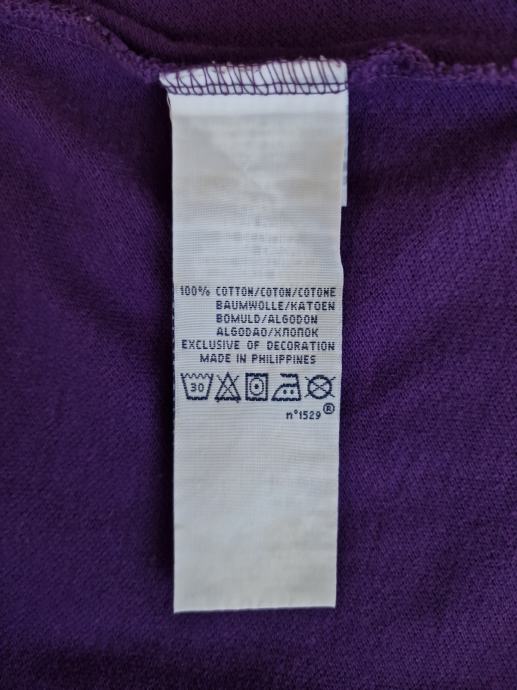 100% COTTON/COTON/COTONE
BAUMWOLLE/KATOEN
BOMULD/ALGODON
ALGODAO/ХЛОПОК
EXCLUSIVE OF DECORATION
MADE IN PHILIPPINES
30
n°1529®